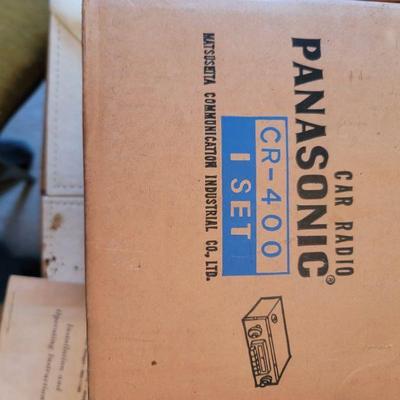 CAR RADIO
PANASONIC®
CR-400
1 SET
MATSUSHITA COMMUNICATION INDUSTRIAL CO., LTD.
Installation and
Operating Instructions